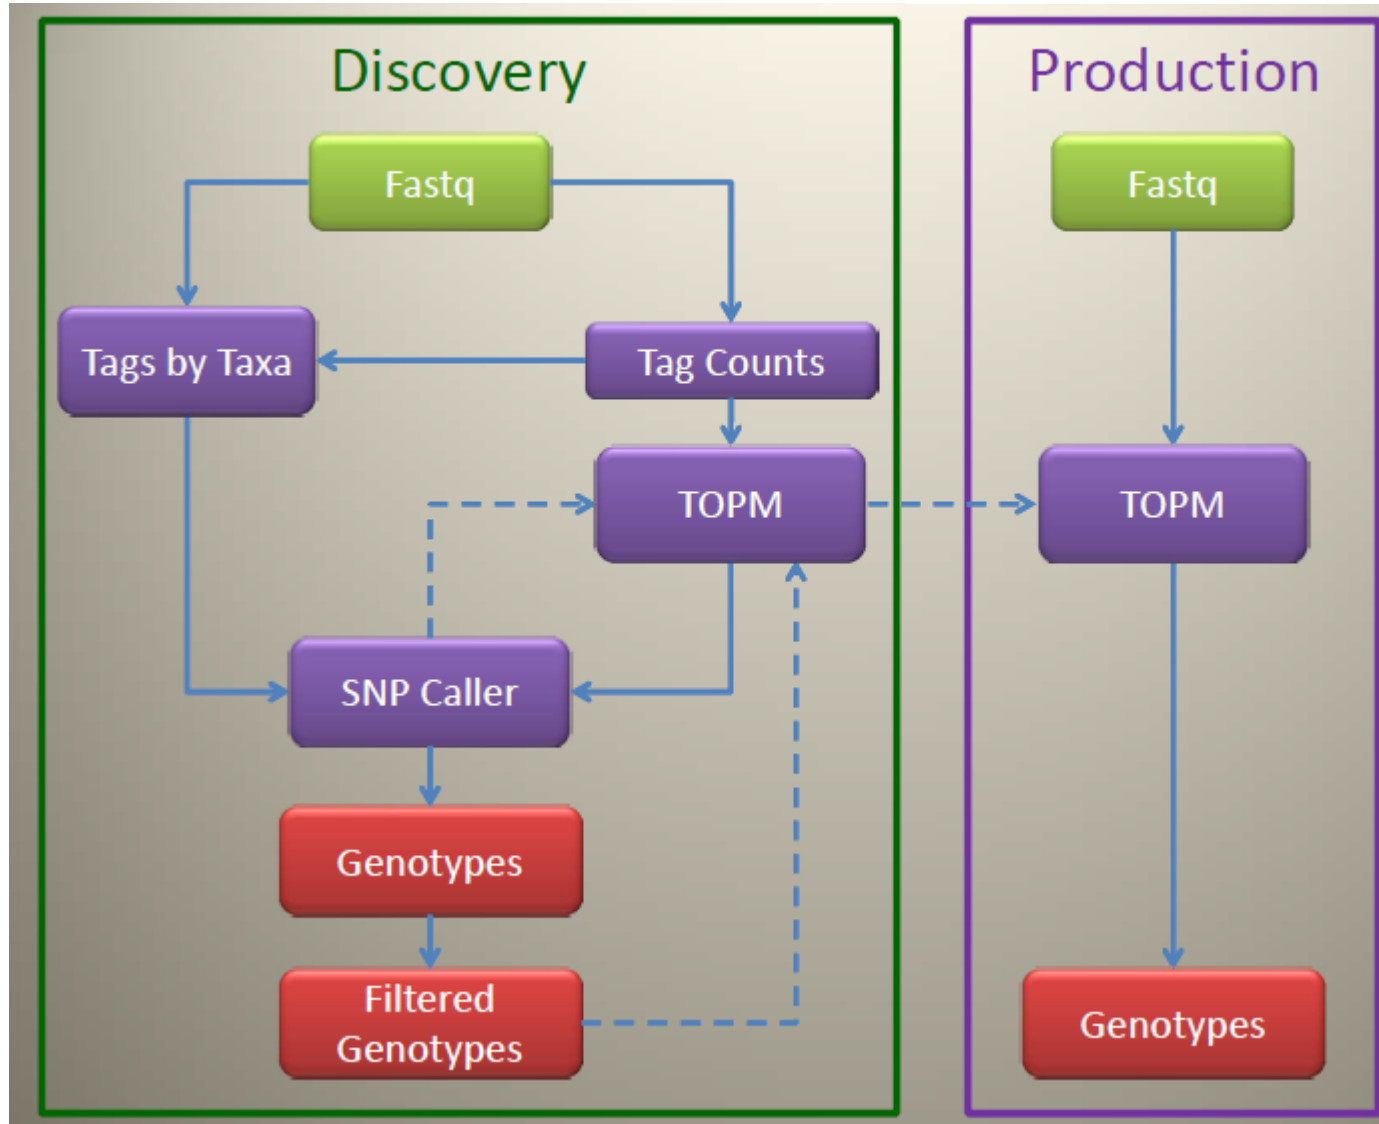 Discovery
Fastq
Tags by Taxa
Tag Counts
TOPM
SNP Caller
Genotypes
Filtered
Genotypes
Production
Fastq
TOPM
Genotypes